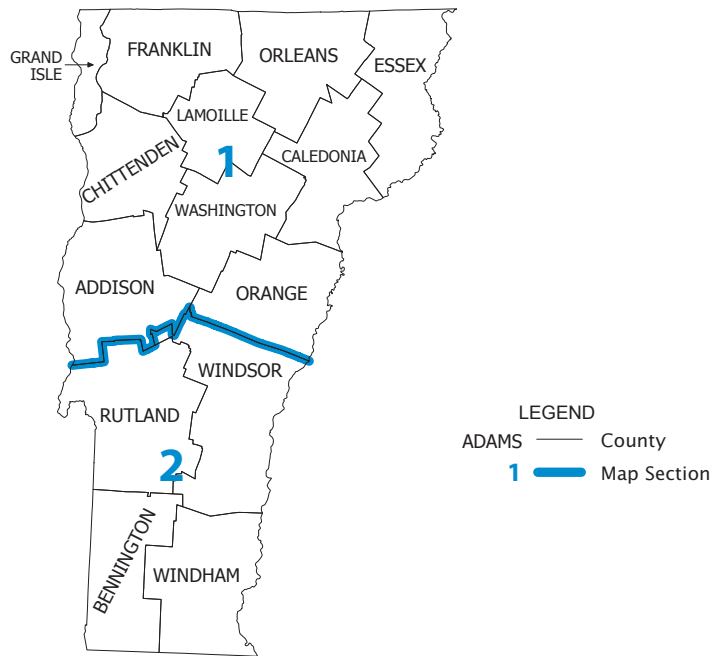 FRANKLIN
ORLEANS
GRAND
ISLE
ESSEX
LAMOILLE
CHITTENDEN
1
CALEDONIA
WASHINGTON
ADDISON
ORANGE
WINDSOR
RUTLAND
2
BENNINGTON
WINDHAM
LEGEND
ADAMS County
1 Map Section